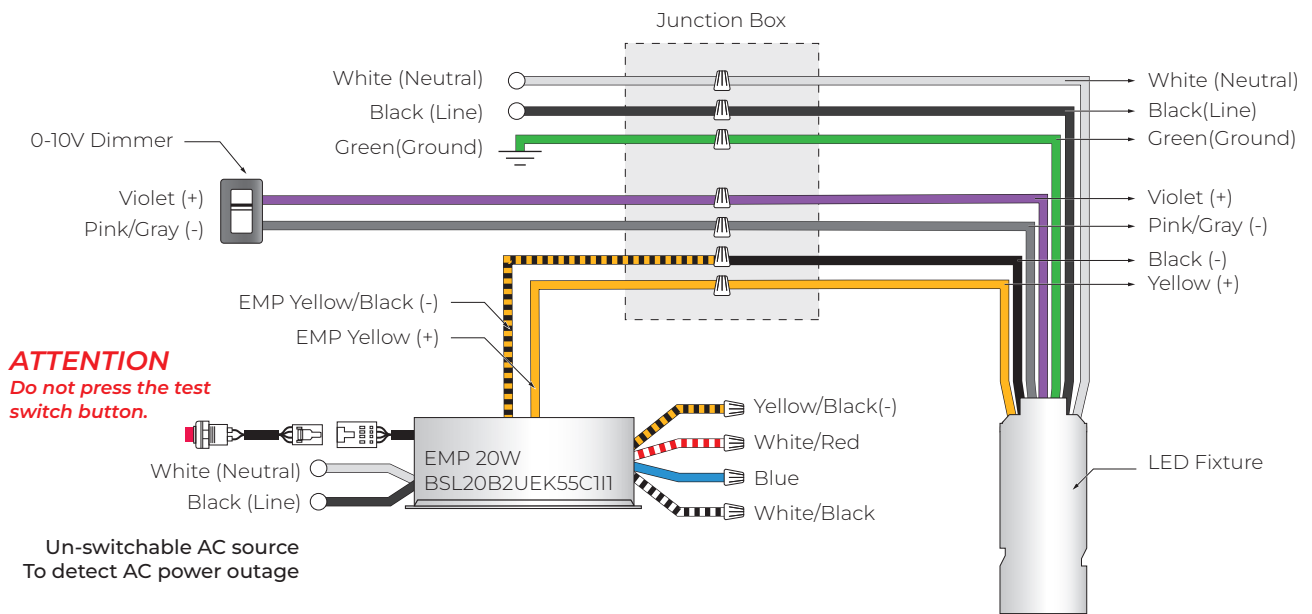 Junction Box
White (Neutral)
White (Neutral)
Black (Line)
Black(Line)
Green(Ground)
Green(Ground)
0-10V Dimmer
Violet (+)
Violet (+)
Pink/Gray (-)
Pink/Gray (-)
Black (-)
Yellow (+)
EMP Yellow/Black (-)
EMP Yellow (+)
ATTENTION
Do not press the test
switch button.
Yellow/Black(-)
White/Red
Blue
White/Black
EMP 20W
BSL20B2UEK55C1I1
White (Neutral)
Black (Line)
LED Fixture
Un-switchable AC source
To detect AC power outage